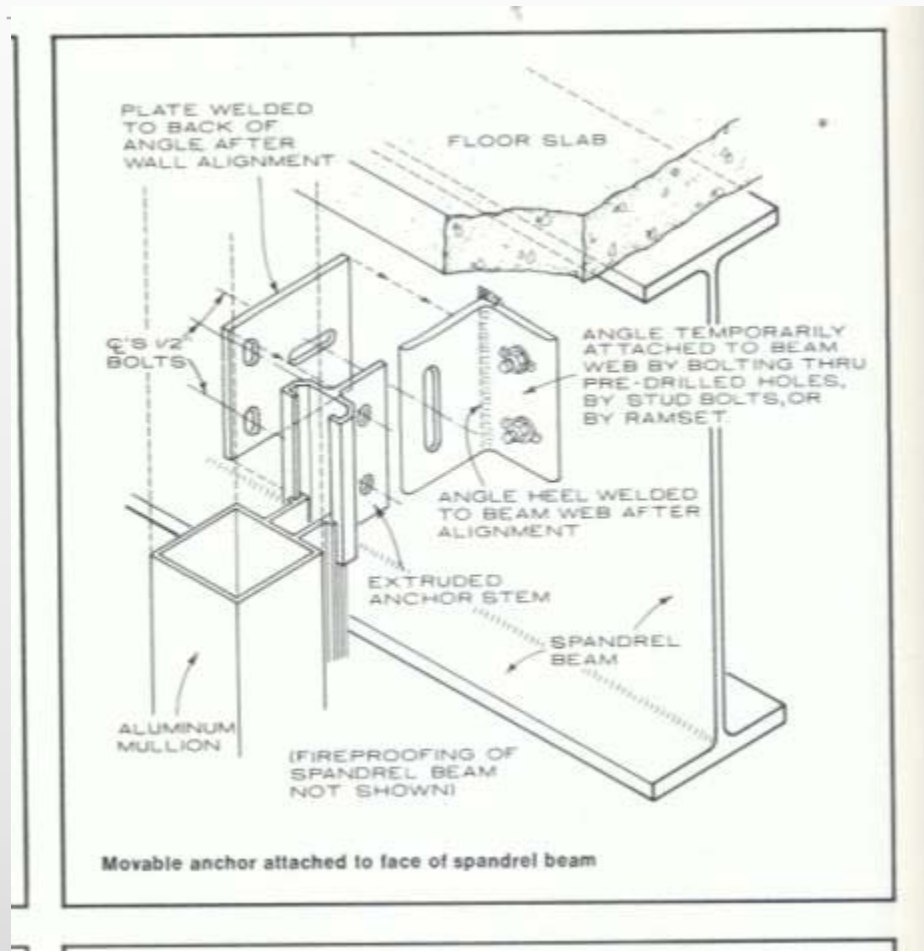 PLATE WELDED
TO BACK OF
ANGLE AFTER
WALL ALIGNMENT
FLOOR SLAB
℄'S 1/2"
BOLTS
ANGLE TEMPORARILY
ATTACHED TO BEAM
WEB BY BOLTING THRU
PRE-DRILLED HOLES,
BY STUD BOLTS, OR
BY RAMSET.
ANGLE HEEL WELDED
TO BEAM WEB AFTER
ALIGNMENT
EXTRUDED
ANCHOR STEM
SPANDREL
BEAM
ALUMINUM
MULLION
(FIREPROOFING OF
SPANDREL BEAM
NOT SHOWN)
Movable anchor attached to face of spandrel beam